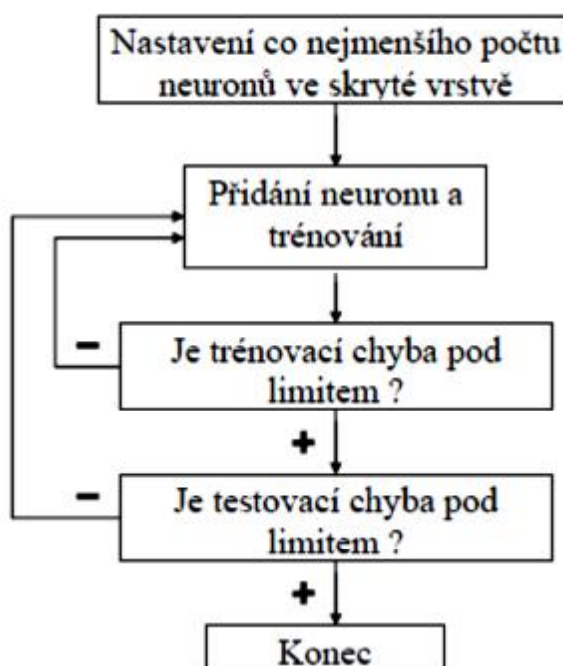 Nastavení co nejmenšího počtu
neuronů ve skryté vrstvě
Přidání neuronu a
trénování
–
Je trénovací chyba pod
limitem ?
+
–
Je testovací chyba pod
limitem ?
+
Konec